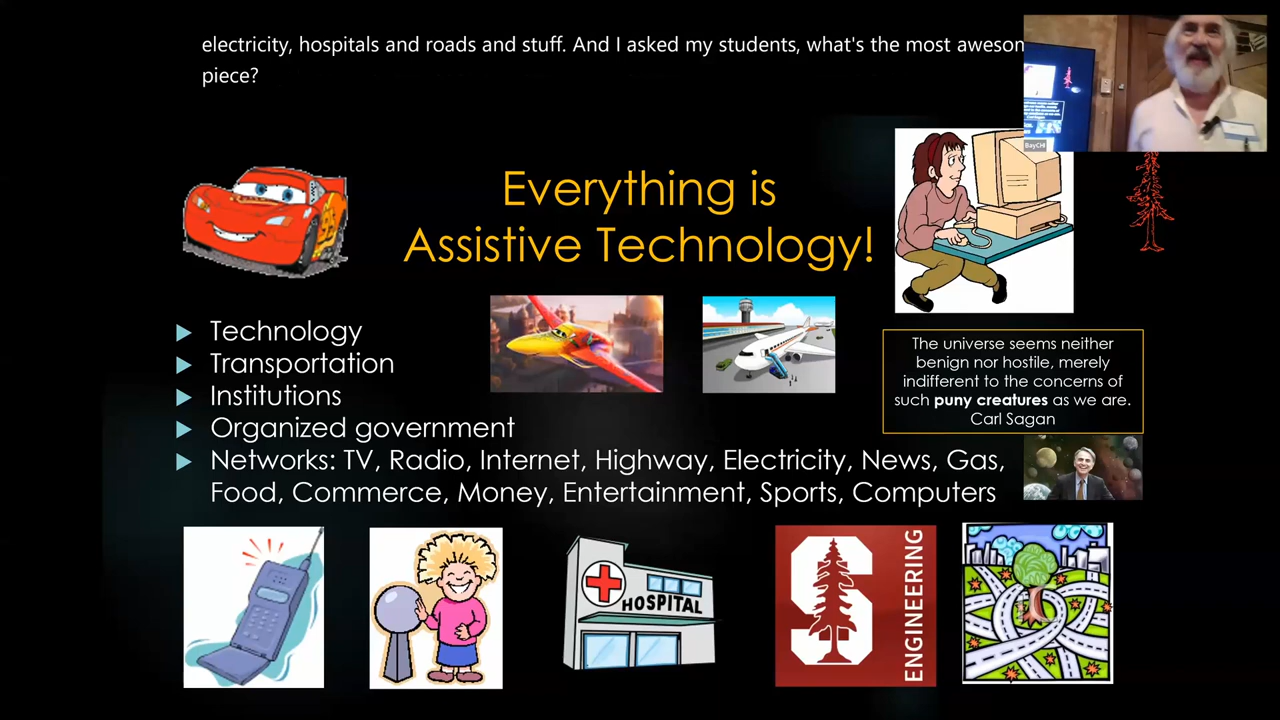 electricity, hospitals and roads and stuff. And I asked my students, what's the most
piece?
BayCHI
Everything is
Assistive Technology!
Technology
Transportation
Institutions
Organized government
Networks: TV, Radio, Internet, Highway, Electricity, News, Gas,
Food, Commerce, Money, Entertainment, Sports, Computers
The universe seems neither
benign nor hostile, merely
indifferent to the concerns of
such puny creatures as we are.
Carl Sagan
HOSPITAL
S
ENGINEERING